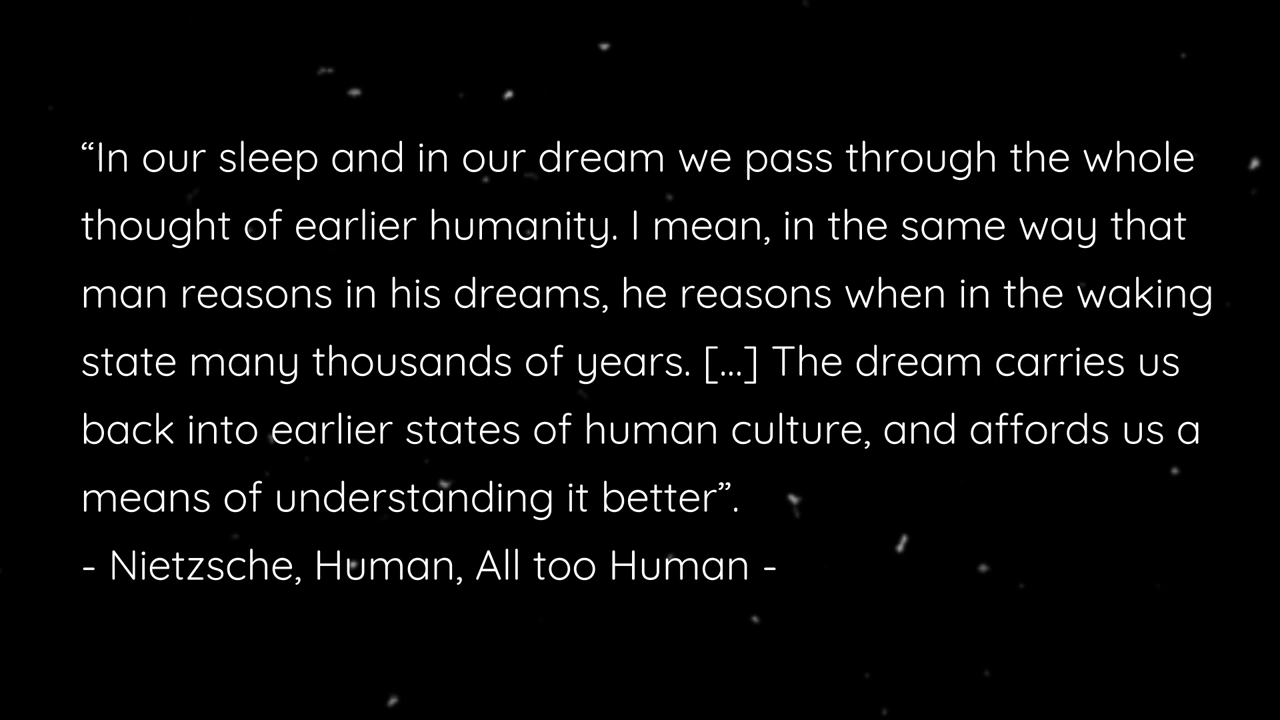 “In our sleep and in our dream we pass through the whole
thought of earlier humanity. I mean, in the same way that
man reasons in his dreams, he reasons when in the waking
state many thousands of years. [...] The dream carries us
back into earlier states of human culture, and affords us a
means of understanding it better”.
- Nietzsche, Human, All too Human -